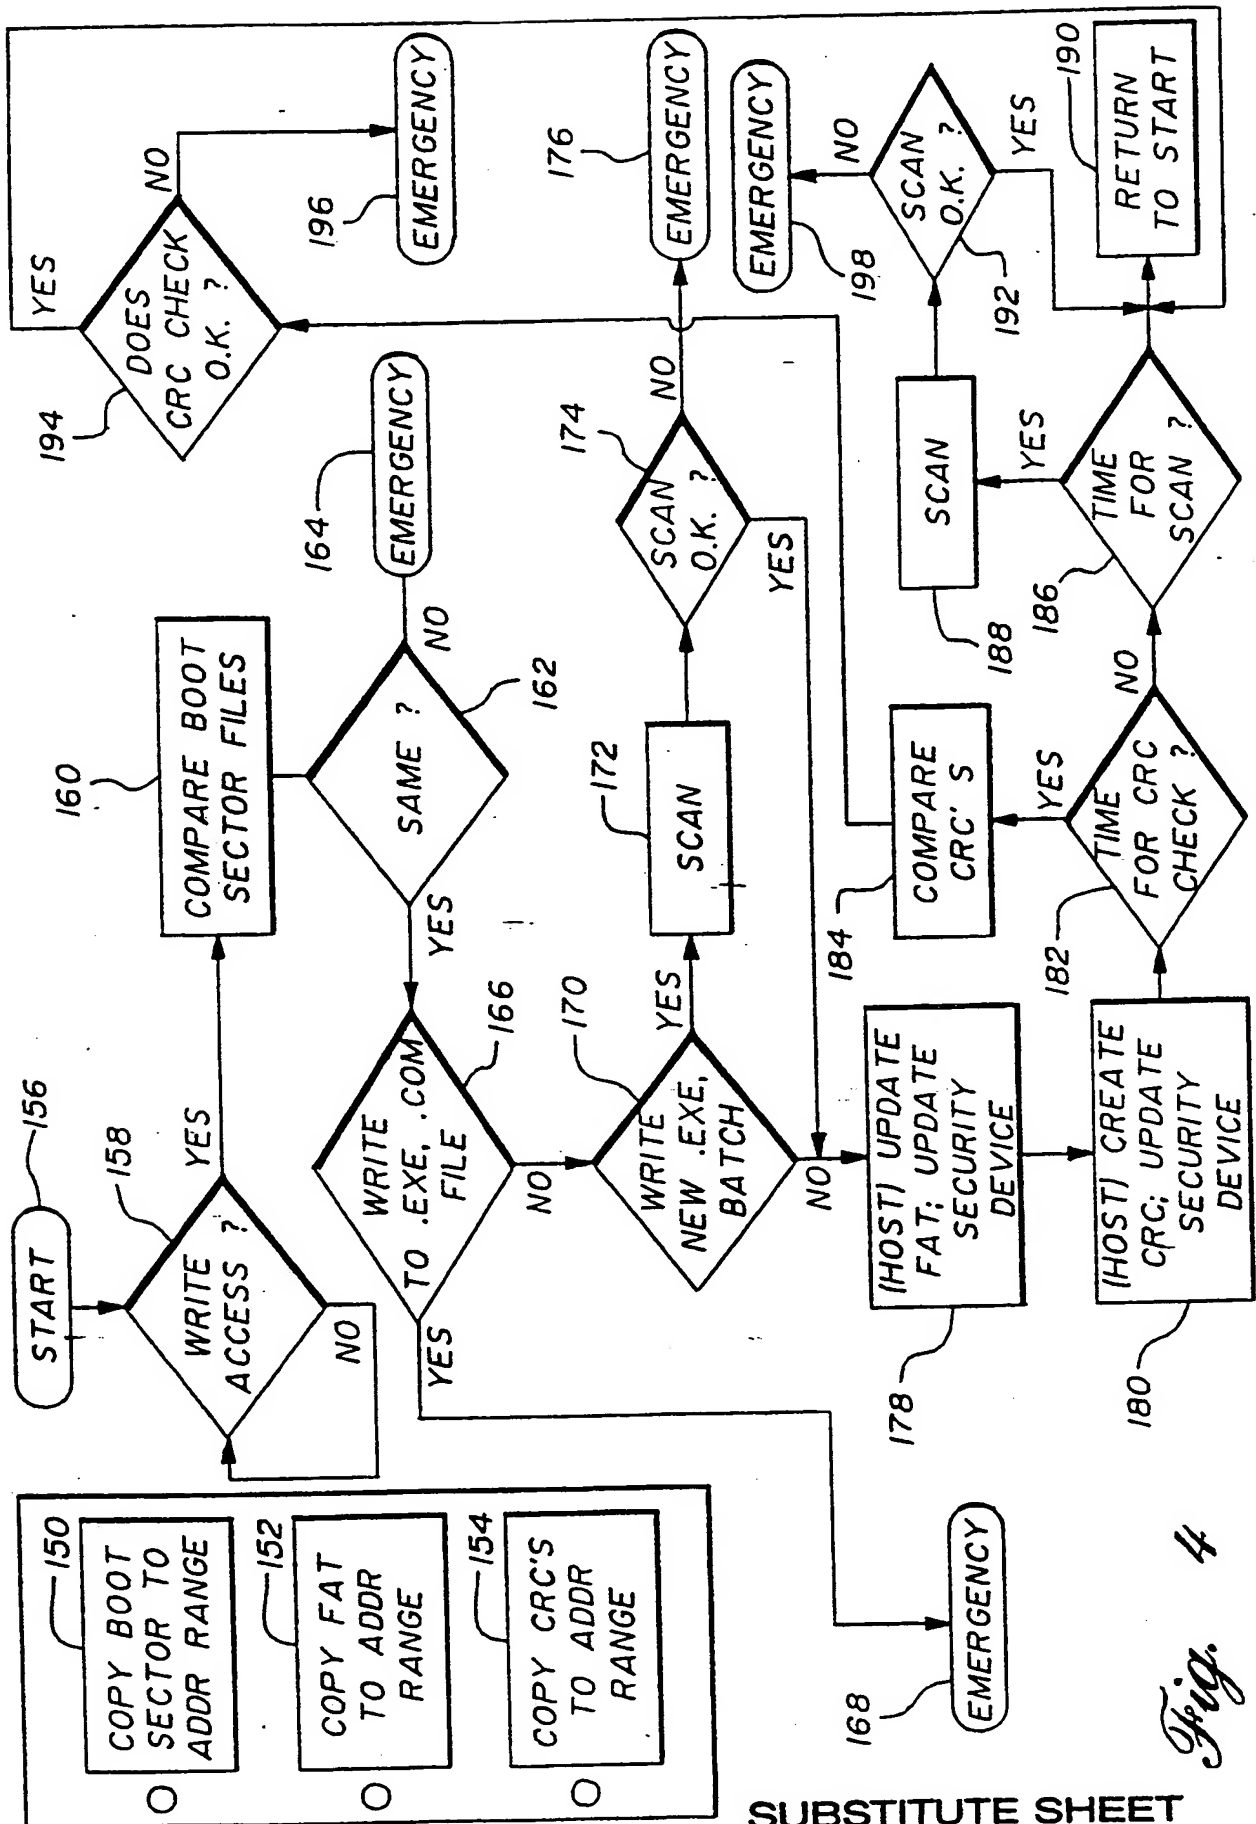 150
COPY BOOT
SECTOR TO
ADDR RANGE
152
COPY FAT
TO ADDR
RANGE
154
COPY CRC'S
TO ADDR
RANGE
START
156
WRITE
ACCESS ?
158
YES
NO
160
COMPARE BOOT
SECTOR FILES
SAME ?
162
NO
YES
164
EMERGENCY
WRITE
TO .EXE, .COM
FILE
166
YES
NO
168
EMERGENCY
170
WRITE
NEW .EXE,
BATCH
YES
NO
172
SCAN
174
SCAN
O.K. ?
NO
YES
176
EMERGENCY
178
(HOST) UPDATE
FAT; UPDATE
SECURITY
DEVICE
180
(HOST) CREATE
CRC; UPDATE
SECURITY
DEVICE
182
TIME
FOR CRC
CHECK ?
YES
NO
184
COMPARE
CRC' S
186
TIME
FOR
SCAN ?
YES
188
SCAN
192
SCAN
O.K. ?
NO
YES
198
EMERGENCY
190
RETURN
TO START
194
DOES
CRC CHECK
O.K. ?
YES
NO
196
EMERGENCY
Fig. 4
SUBSTITUTE SHEET